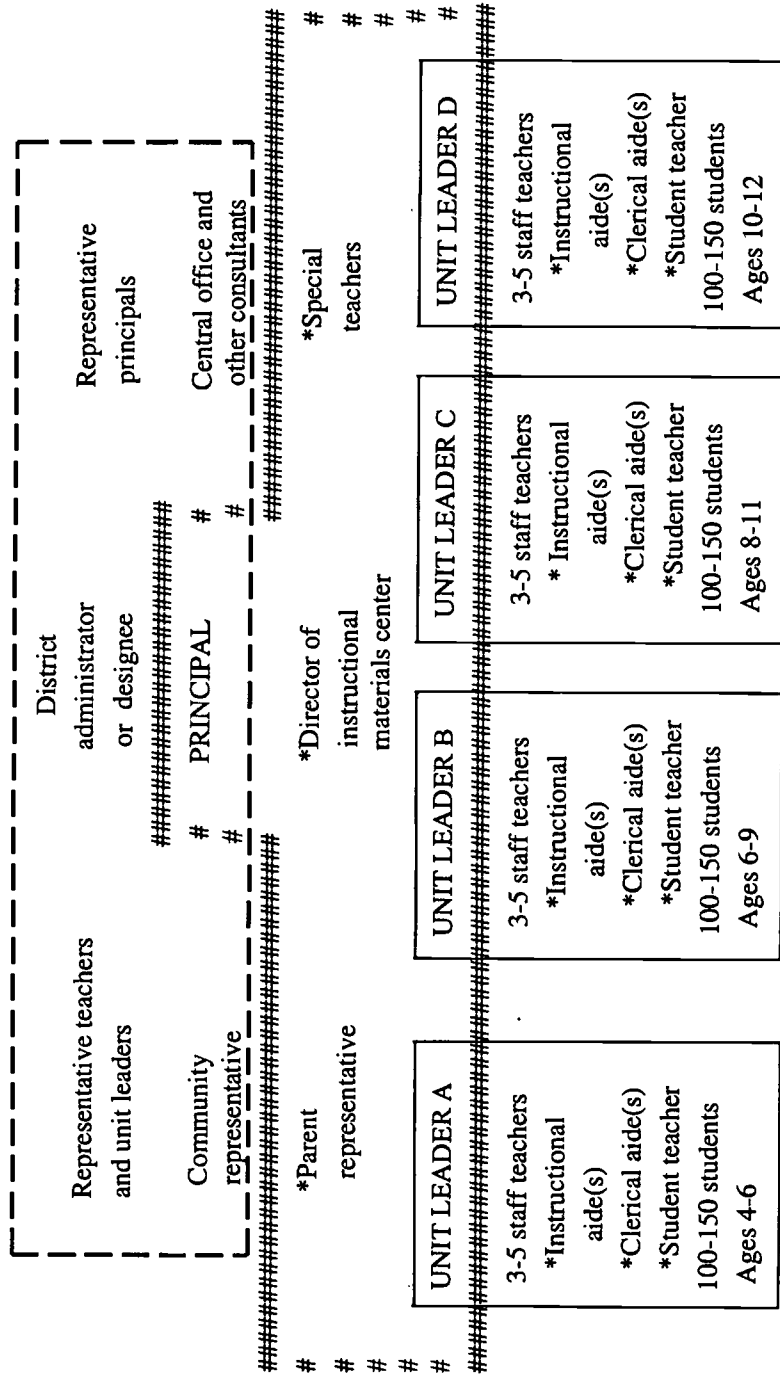 District
administrator
or designee
Representative teachers
and unit leaders
Representative
principals
######################
# PRINCIPAL #
# #
Community
representative
Central office and
other consultants
##############################
##############################
#
#
#
#
#
*Parent
representative
*Director of
instructional
materials center
*Special
teachers
#
#
#
#
#
UNIT LEADER A
3-5 staff teachers
*Instructional
aide(s)
*Clerical aide(s)
*Student teacher
100-150 students
Ages 4-6
UNIT LEADER B
3-5 staff teachers
*Instructional
aide(s)
*Clerical aide(s)
*Student teacher
100-150 students
Ages 6-9
UNIT LEADER C
3-5 staff teachers
* Instructional
aide(s)
*Clerical aide(s)
*Student teacher
100-150 students
Ages 8-11
UNIT LEADER D
3-5 staff teachers
*Instructional
aide(s)
*Clerical aide(s)
*Student teacher
100-150 students
Ages 10-12